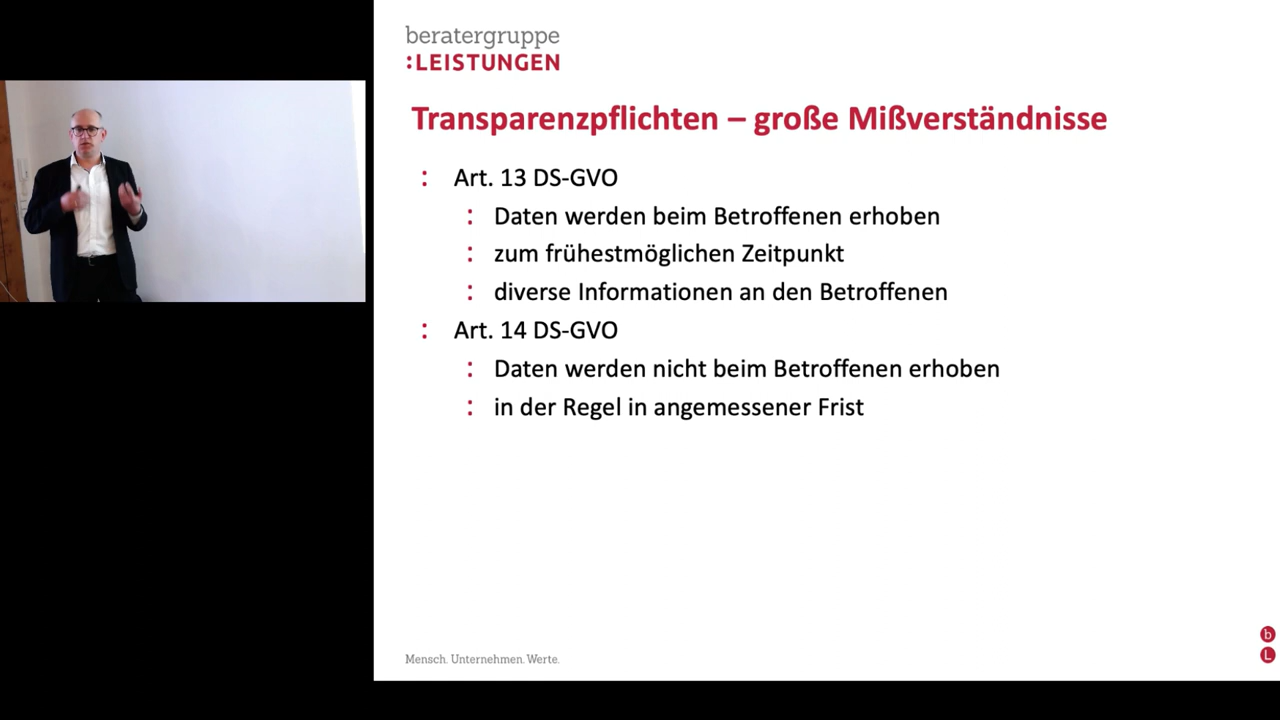 beratergruppe
:LEISTUNGEN
Transparenzpflichten – große Mißverständnisse
: Art. 13 DS-GVO
: Daten werden beim Betroffenen erhoben
: zum frühestmöglichen Zeitpunkt
: diverse Informationen an den Betroffenen
: Art. 14 DS-GVO
: Daten werden nicht beim Betroffenen erhoben
: in der Regel in angemessener Frist
Mensch. Unternehmen. Werte.
b
L